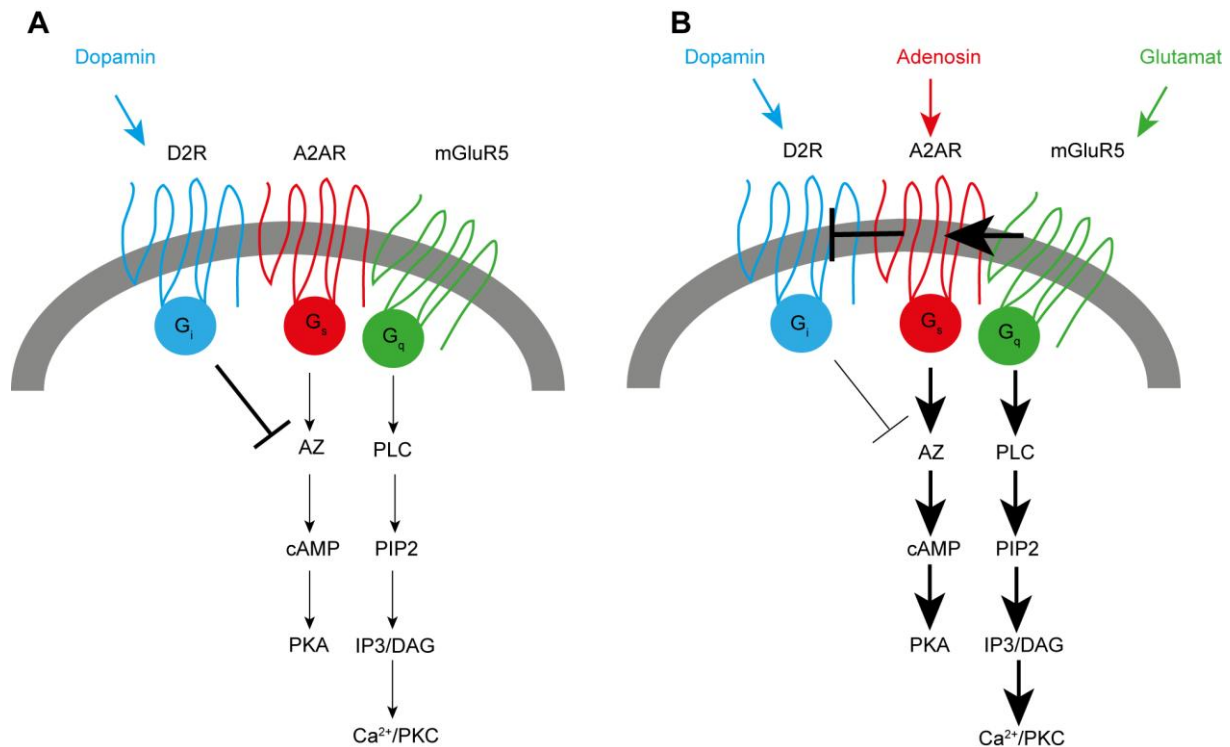 A
Dopamin
D2R
A2AR
mGluR5
Gi
Gs
Gq
AZ
PLC
cAMP
PIP2
PKA
IP3/DAG
Ca²⁺/PKC
B
Dopamin
Adenosin
Glutamat
D2R
A2AR
mGluR5
Gi
Gs
Gq
AZ
PLC
cAMP
PIP2
PKA
IP3/DAG
Ca²⁺/PKC